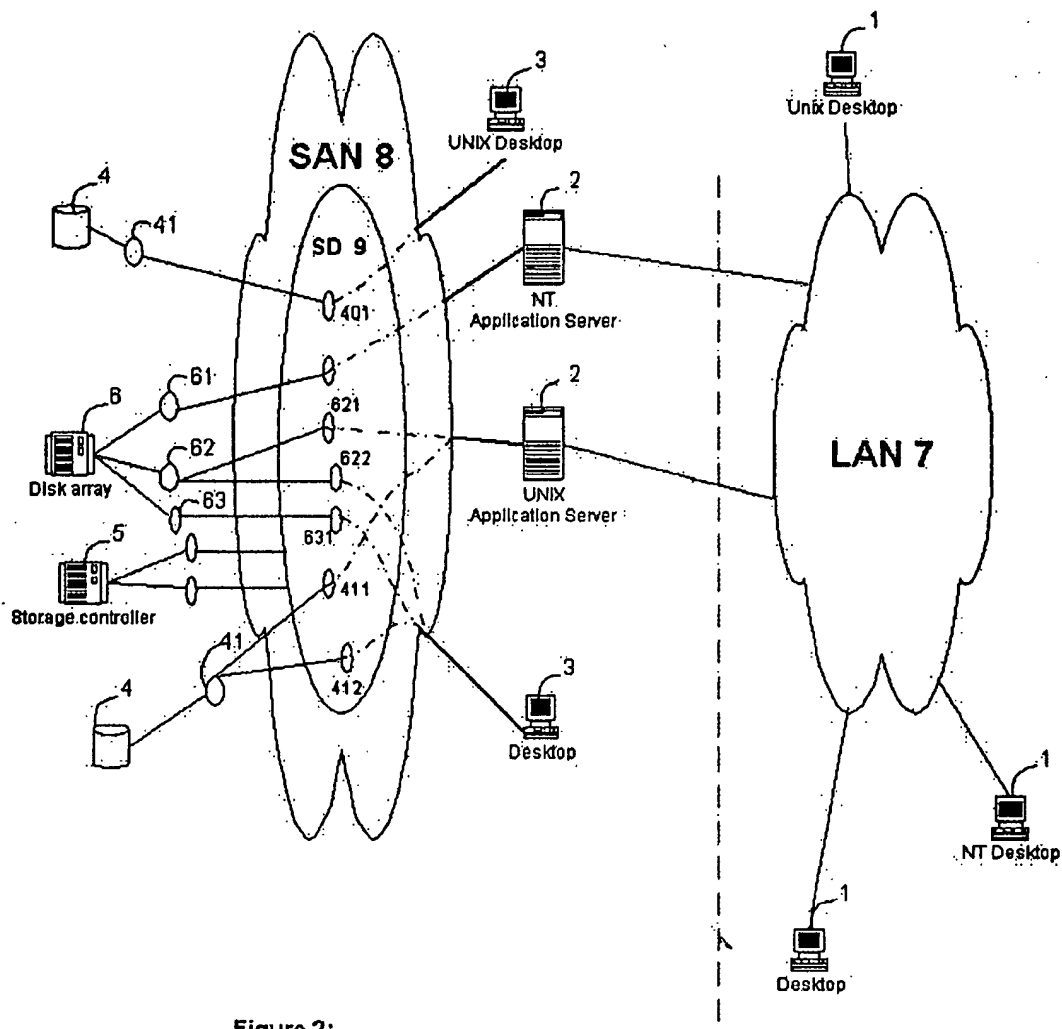 1
Unix Desktop
3
UNIX Desktop
SAN 8
4
41
2
NT
Application Server
SD 9
401
61
6
621
2
62
622
Disk array
UNIX
Application Server
LAN 7
63
631
5
Storage controller
411
41
412
4
3
Desktop
1
NT Desktop
1
Desktop
Figure 2: